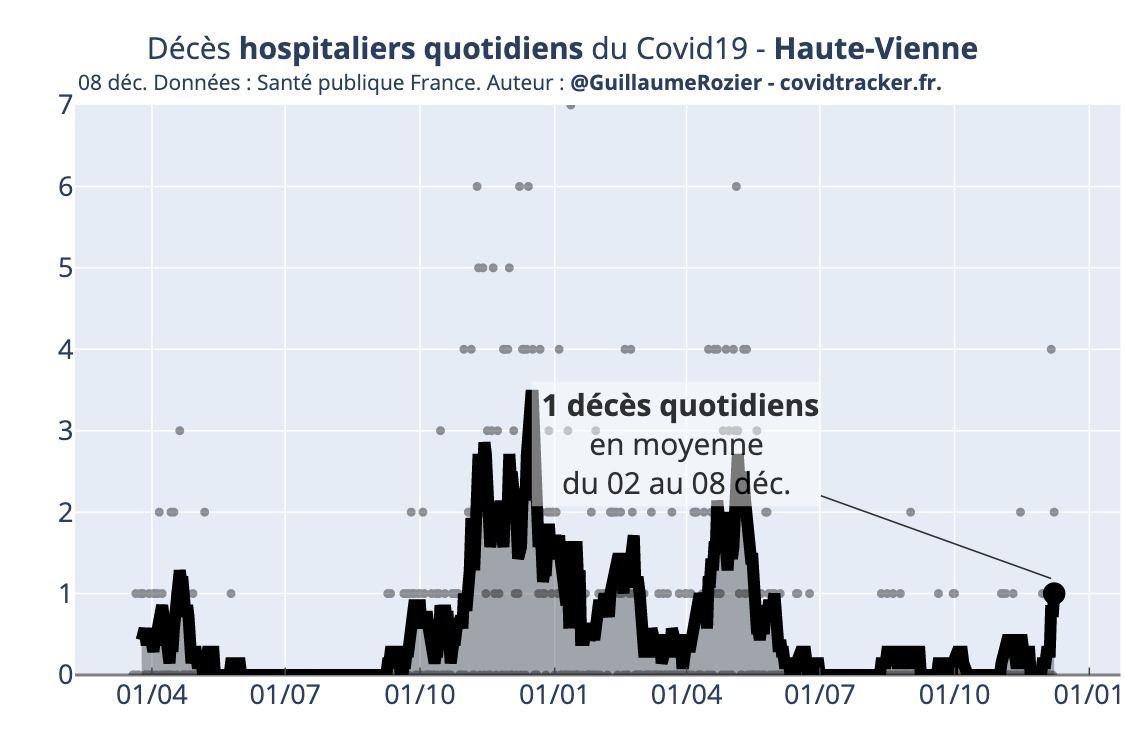 Décès hospitaliers quotidiens du Covid19 - Haute-Vienne
08 déc. Données : Santé publique France. Auteur : @GuillaumeRozier - covidtracker.fr.
7
6
5
4
3
2
1
0
1 décès quotidiens
en moyenne
du 02 au 08 déc.
01/04 01/07 01/10 01/01 01/04 01/07 01/10 01/01